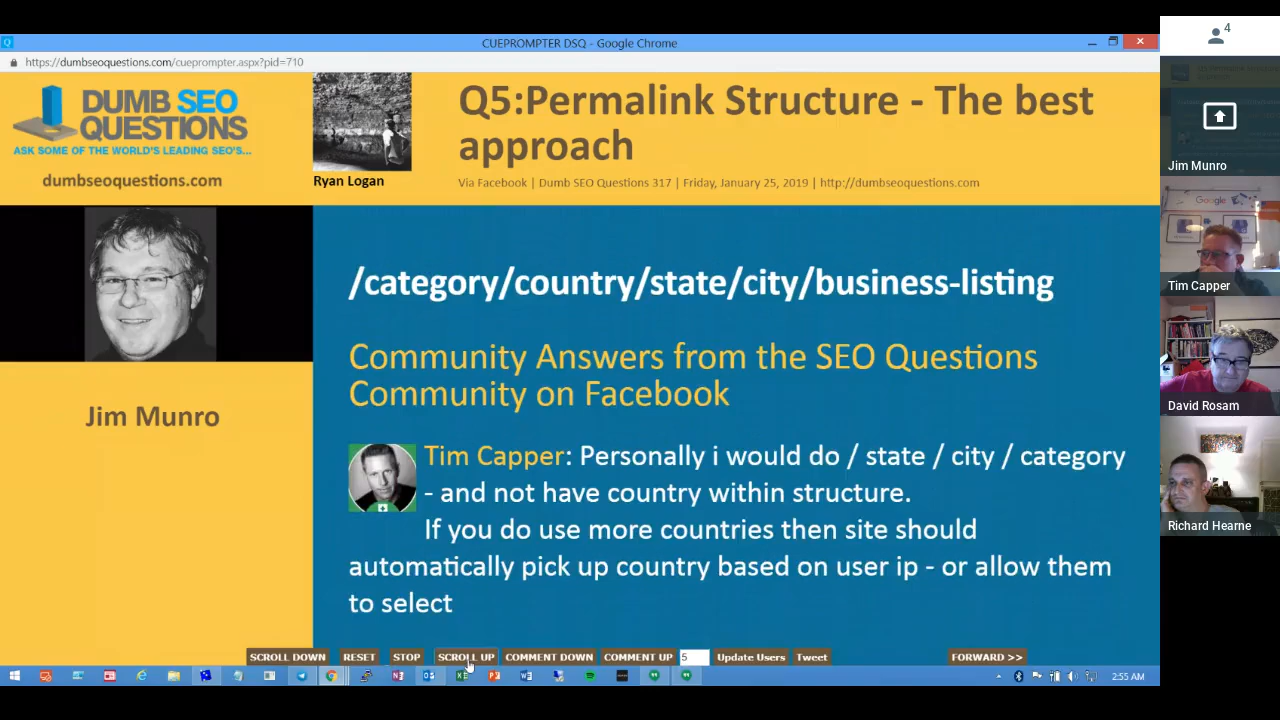 CUEPROMPTER DSQ - Google Chrome
https://dumbseoquestions.com/cueprompter.aspx?pid=710
DUMB SEO
QUESTIONS
ASK SOME OF THE WORLD'S LEADING SEO'S...
dumbseoquestions.com
Ryan Logan
Q5:Permalink Structure - The best
approach
Via Facebook | Dumb SEO Questions 317 | Friday, January 25, 2019 | http://dumbseoquestions.com
Jim Munro
/category/country/state/city/business-listing
Community Answers from the SEO Questions
Community on Facebook
Tim Capper: Personally i would do / state / city / category
- and not have country within structure.
If you do use more countries then site should
automatically pick up country based on user ip - or allow them
to select
SCROLL DOWN RESET STOP SCROLL UP COMMENT DOWN COMMENT UP 5 Update Users Tweet FORWARD >>
2:55 AM
4
Jim Munro
Google
Tim Capper
David Rosam
Richard Hearne